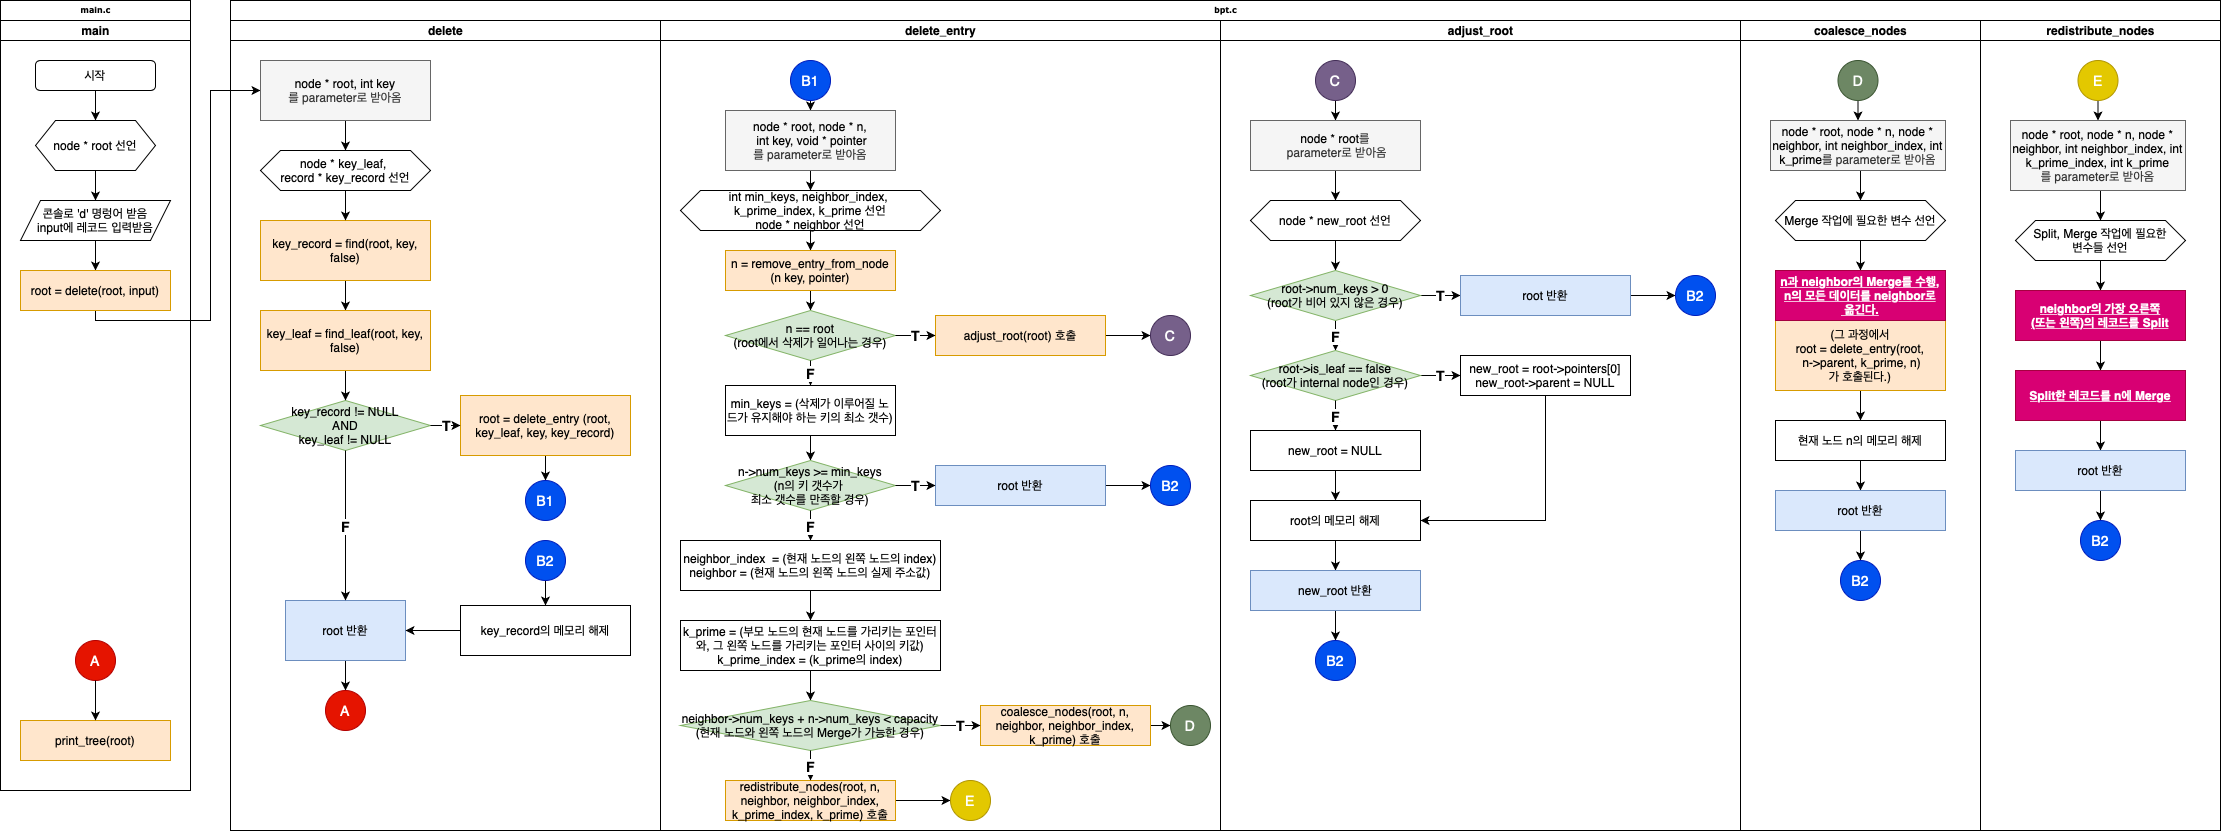 main.c
main
시작
node * root 선언
콘솔로 'd' 명령어 받음
input에 레코드 입력받음
root = delete(root, input)
A
print_tree(root)
bpt.c
delete
node * root, int key
를 parameter로 받아옴
node * key_leaf,
record * key_record 선언
key_record = find(root, key,
false)
key_leaf = find_leaf(root, key,
false)
key_record != NULL
AND
key_leaf != NULL
T
root = delete_entry (root,
key_leaf, key, key_record)
B1
F
B2
key_record의 메모리 해제
root 반환
A
delete_entry
B1
node * root, node * n,
int key, void * pointer
를 parameter로 받아옴
int min_keys, neighbor_index,
k_prime_index, k_prime 선언
node * neighbor 선언
n = remove_entry_from_node
(n key, pointer)
n == root
(root에서 삭제가 일어나는 경우)
T
adjust_root(root) 호출
C
F
min_keys = (삭제가 이루어질 노
드가 유지해야 하는 키의 최소 갯수)
n->num_keys >= min_keys
(n의 키 갯수가
최소 갯수를 만족할 경우)
T
root 반환
B2
F
neighbor_index  = (현재 노드의 왼쪽 노드의 index)
neighbor = (현재 노드의 왼쪽 노드의 실제 주소값)
k_prime = (부모 노드의 현재 노드를 가리키는 포인터
와, 그 왼쪽 노드를 가리키는 포인터 사이의 키값)
k_prime_index = (k_prime의 index)
neighbor->num_keys + n->num_keys < capacity
(현재 노드와 왼쪽 노드의 Merge가 가능한 경우)
T
coalesce_nodes(root, n,
neighbor, neighbor_index,
k_prime) 호출
D
F
redistribute_nodes(root, n,
neighbor, neighbor_index,
k_prime_index, k_prime) 호출
E
adjust_root
C
node * root를
parameter로 받아옴
node * new_root 선언
root->num_keys > 0
(root가 비어 있지 않은 경우)
T
root 반환
B2
F
root->is_leaf == false
(root가 internal node인 경우)
T
new_root = root->pointers[0]
new_root->parent = NULL
F
new_root = NULL
root의 메모리 해제
new_root 반환
B2
coalesce_nodes
D
node * root, node * n, node *
neighbor, int neighbor_index, int
k_prime를 parameter로 받아옴
Merge 작업에 필요한 변수 선언
n과 neighbor의 Merge를 수행,
n의 모든 데이터를 neighbor로
옮긴다.
(그 과정에서
root = delete_entry(root,
n->parent, k_prime, n)
가 호출된다.)
현재 노드 n의 메모리 해제
root 반환
B2
redistribute_nodes
E
node * root, node * n, node *
neighbor, int neighbor_index, int
k_prime_index, int k_prime
를 parameter로 받아옴
Split, Merge 작업에 필요한
변수들 선언
neighbor의 가장 오른쪽
(또는 왼쪽)의 레코드를 Split
Split한 레코드를 n에 Merge
root 반환
B2